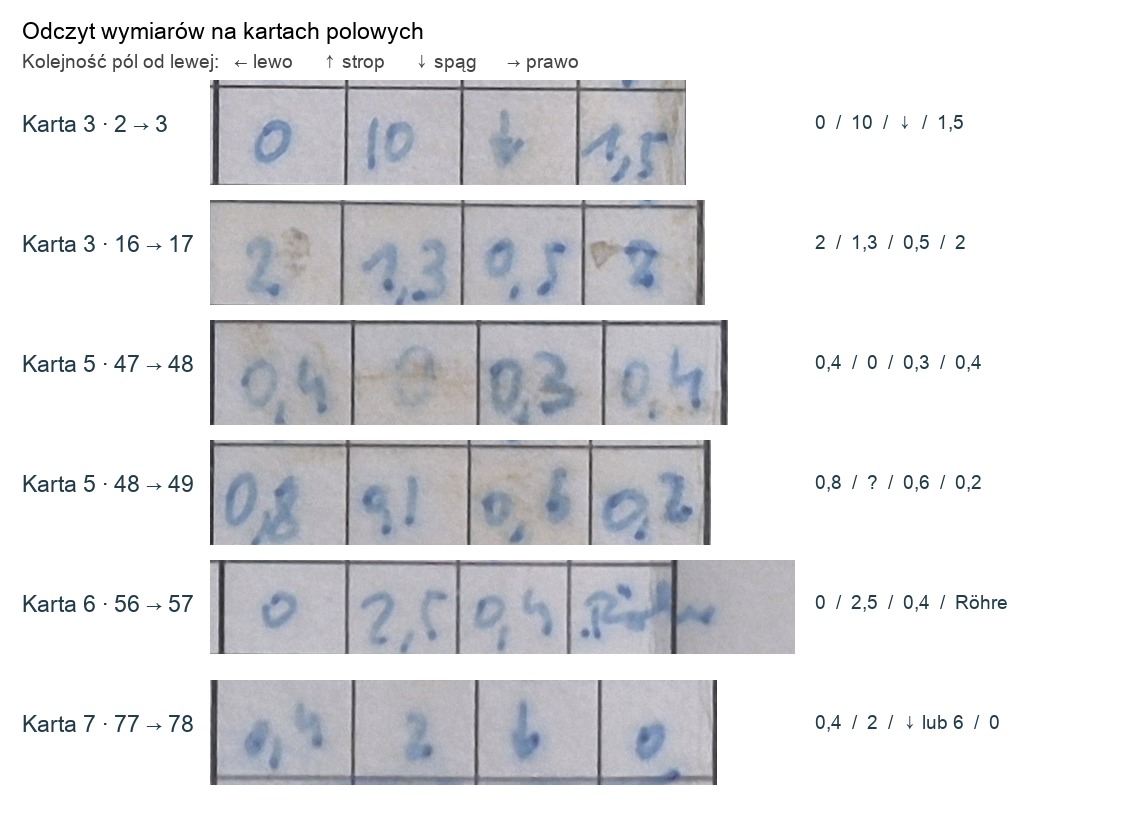 Odczyt wymiarów na kartach polowych
Kolejność pól od lewej: ← lewo ↑ strop ↓ spąg → prawo
Karta 3 · 2 → 3 0 10 ↓ 1,5 0 / 10 / ↓ / 1,5
Karta 3 · 16 → 17 2 1,3 0,5 2 2 / 1,3 / 0,5 / 2
Karta 5 · 47 → 48 0,4 0 0,3 0,4 0,4 / 0 / 0,3 / 0,4
Karta 5 · 48 → 49 0,8 0,6 0,2 0,8 / ? / 0,6 / 0,2
Karta 6 · 56 → 57 0 2,5 0,4 Röhre 0 / 2,5 / 0,4 / Röhre
Karta 7 · 77 → 78 0,4 2 0 0,4 / 2 / ↓ lub 6 / 0